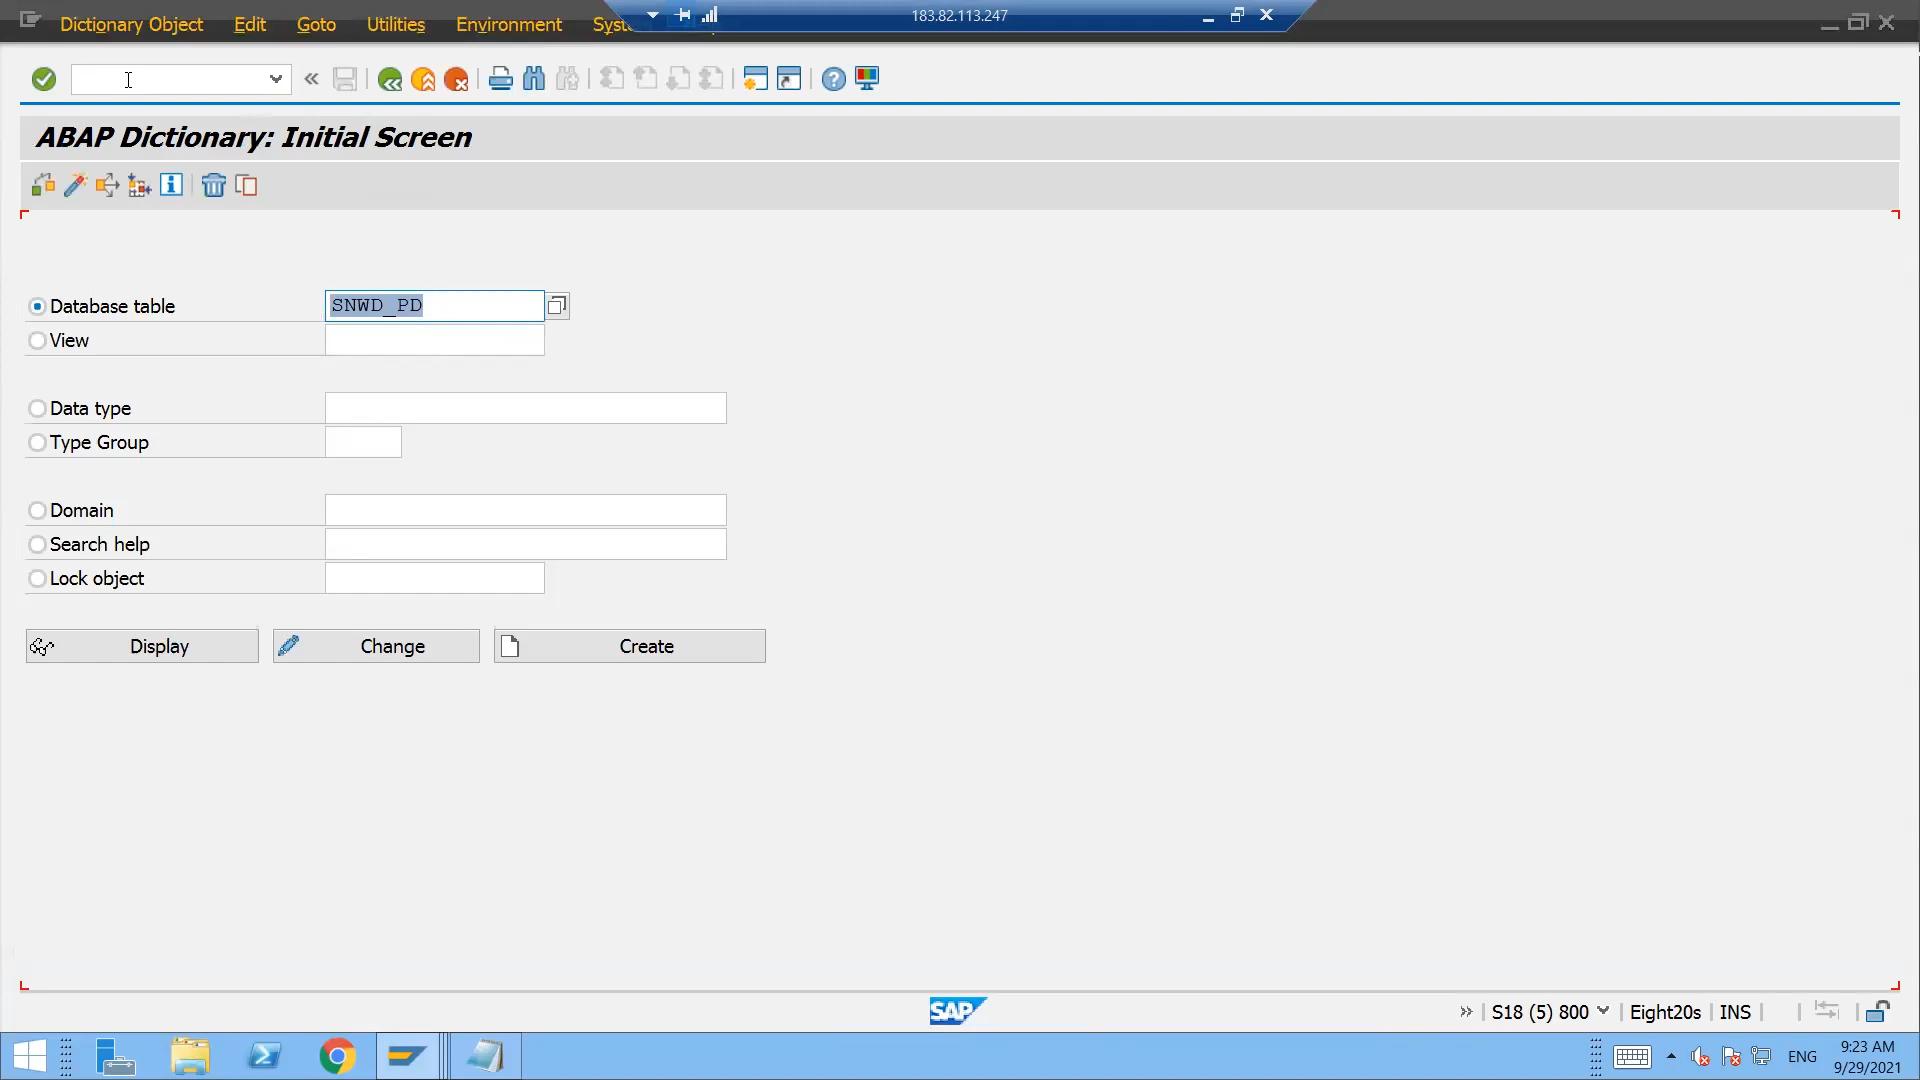 183.82.113.247
Dictionary Object Edit Goto Utilities Environment Syst
ABAP Dictionary: Initial Screen
Database table SNWD_PD
View
Data type
Type Group
Domain
Search help
Lock object
Display Change Create
SAP
S18 (5) 800 Eight20s INS
ENG
9:23 AM
9/29/2021